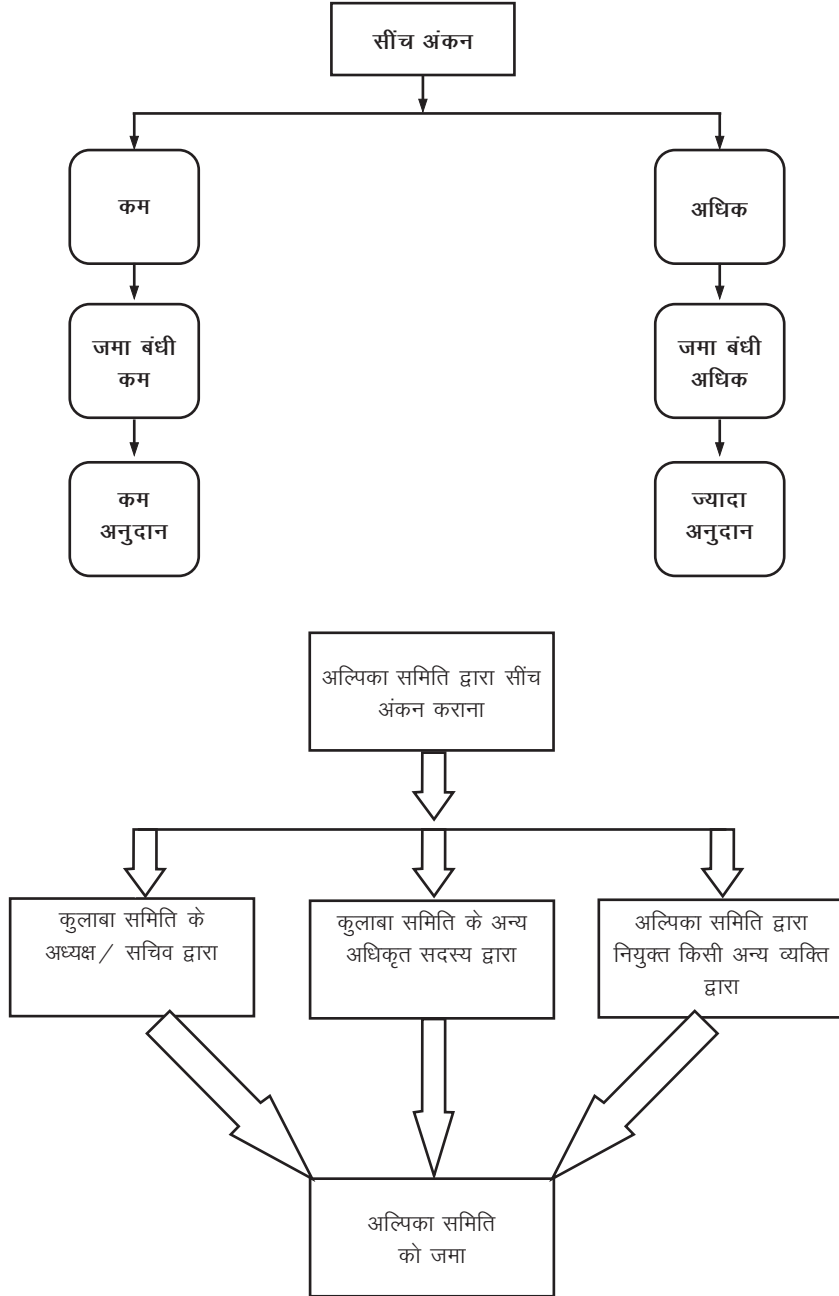 सींच अंकन
कम
अधिक
जमा बंधी
कम
जमा बंधी
अधिक
कम
अनुदान
ज्यादा
अनुदान
अल्पिका समिति द्वारा सींच
अंकन कराना
कुलाबा समिति के
अध्यक्ष / सचिव द्वारा
कुलाबा समिति के अन्य
अधिकृत सदस्य द्वारा
अल्पिका समिति द्वारा
नियुक्त किसी अन्य व्यक्ति
द्वारा
अल्पिका समिति
को जमा